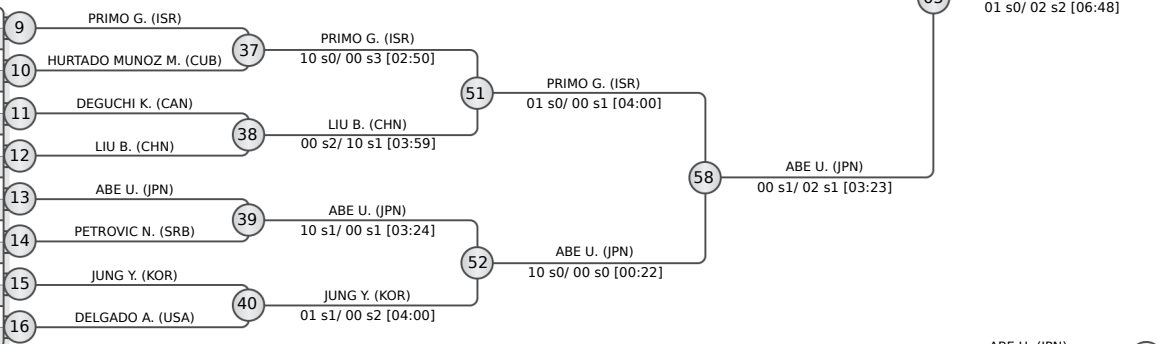 01 s0/ 02 s2 [06:48]
9
PRIMO G. (ISR)
10
HURTADO MUNOZ M. (CUB)
37
PRIMO G. (ISR)
10 s0/ 00 s3 [02:50]
11
DEGUCHI K. (CAN)
12
LIU B. (CHN)
38
LIU B. (CHN)
00 s2/ 10 s1 [03:59]
51
PRIMO G. (ISR)
01 s0/ 00 s1 [04:00]
13
ABE U. (JPN)
14
PETROVIC N. (SRB)
39
ABE U. (JPN)
10 s1/ 00 s1 [03:24]
15
JUNG Y. (KOR)
16
DELGADO A. (USA)
40
JUNG Y. (KOR)
01 s1/ 00 s2 [04:00]
52
ABE U. (JPN)
10 s0/ 00 s0 [00:22]
58
ABE U. (JPN)
00 s1/ 02 s1 [03:23]